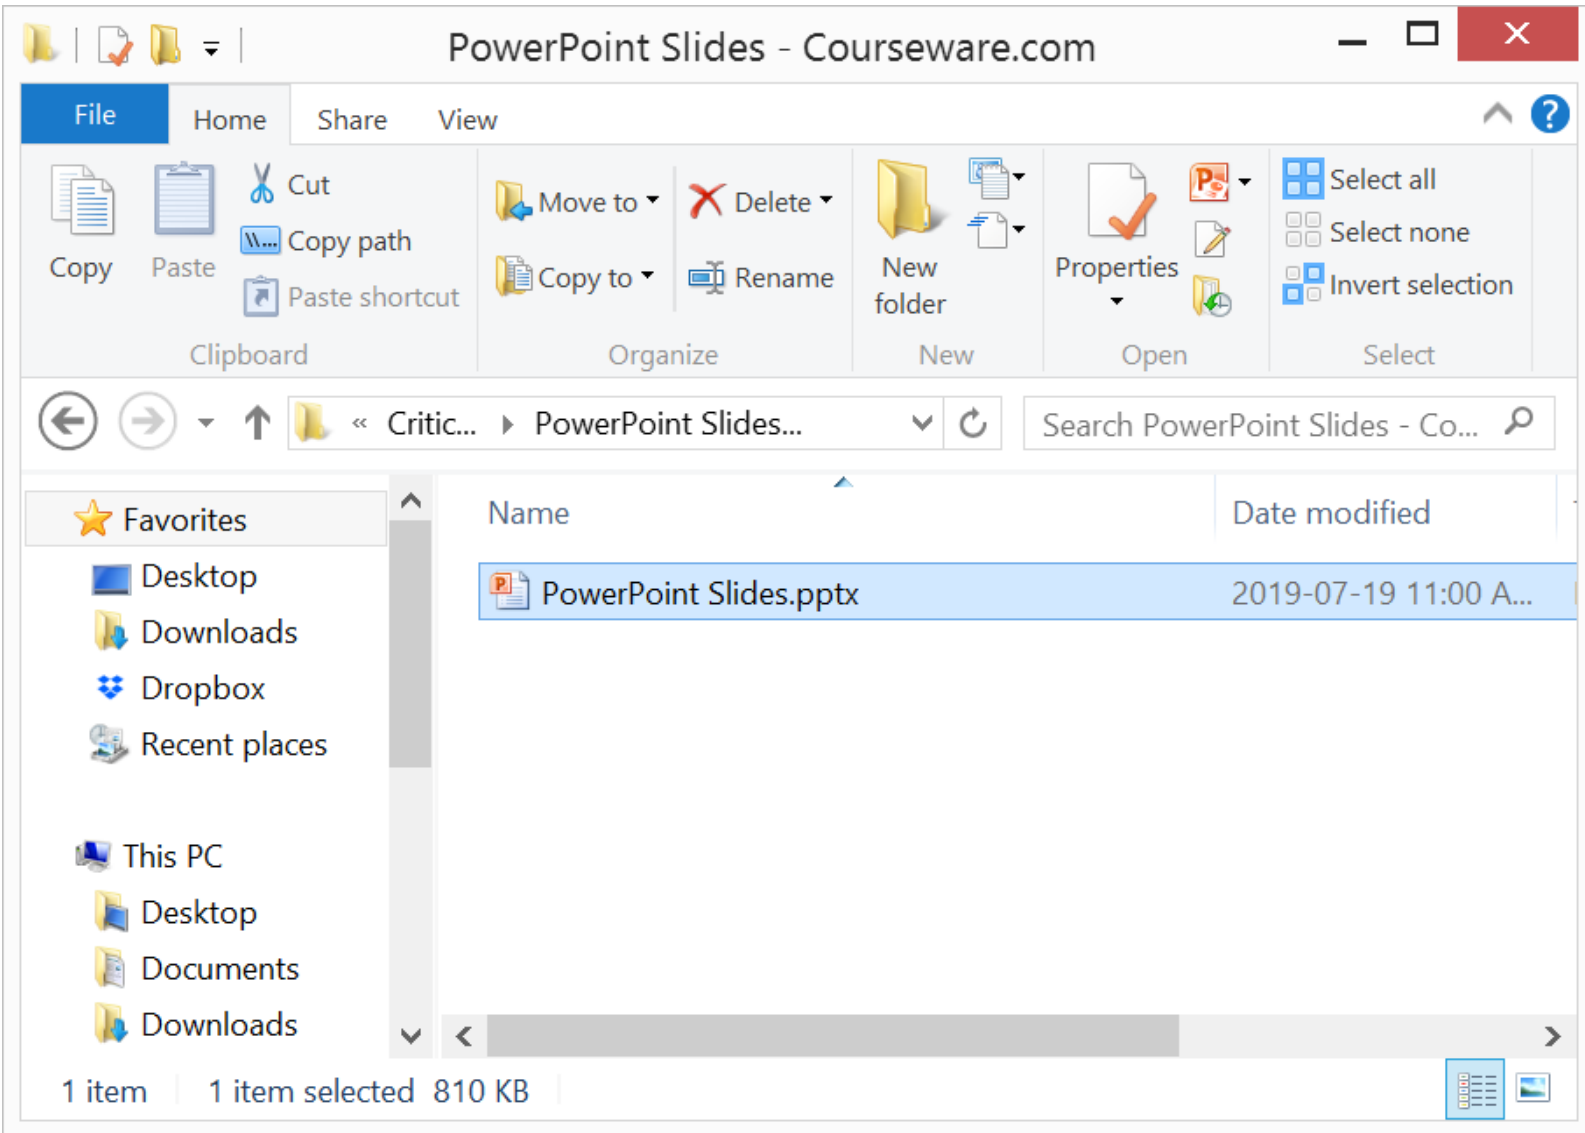 PowerPoint Slides - Courseware.com
File Home Share View
Copy
Paste
Cut
Copy path
Paste shortcut
Clipboard
Move to
Copy to
Delete
Rename
Organize
New folder
New
Properties
Open
Select all
Select none
Invert selection
Select
« Critic... PowerPoint Slides...
Search PowerPoint Slides - Co...
Favorites
Desktop
Downloads
Dropbox
Recent places
This PC
Desktop
Documents
Downloads
Name Date modified
PowerPoint Slides.pptx 2019-07-19 11:00 A...
1 item 1 item selected 810 KB